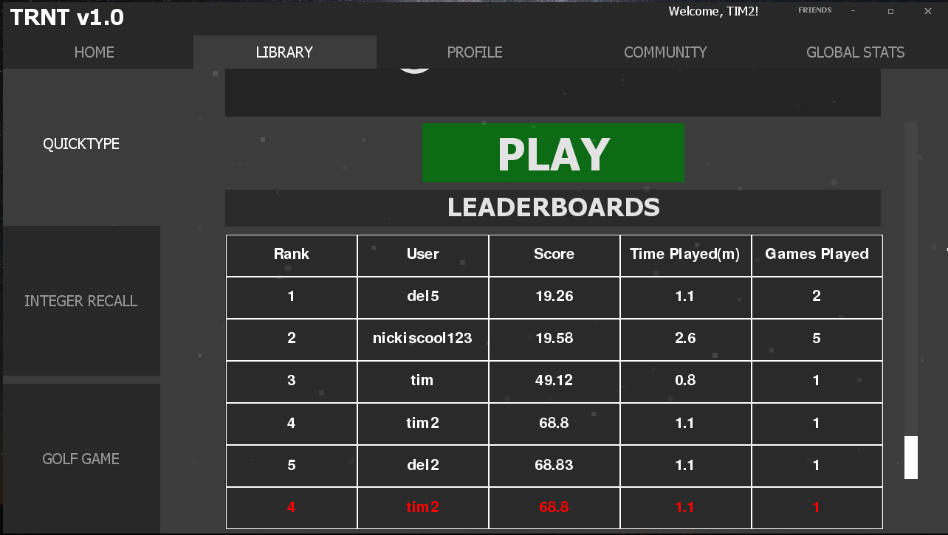 TRNT v1.0
Welcome, TIM2!
FRIENDS
HOME
LIBRARY
PROFILE
COMMUNITY
GLOBAL STATS
QUICKTYPE
INTEGER RECALL
GOLF GAME
PLAY
LEADERBOARDS
Rank User Score Time Played(m) Games Played
1 del5 19.26 1.1 2
2 nickiscool123 19.58 2.6 5
3 tim 49.12 0.8 1
4 tim2 68.8 1.1 1
5 del2 68.83 1.1 1
4 tim2 68.8 1.1 1